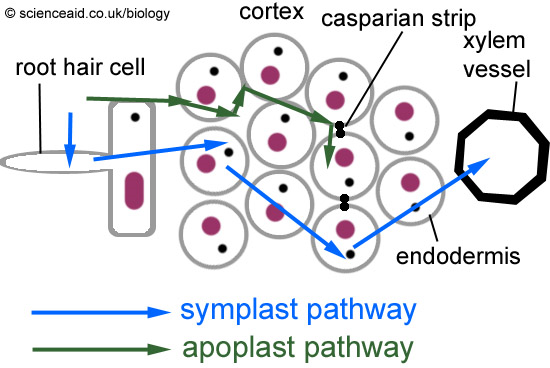 © scienceaid.co.uk/biology
cortex
casparian strip
xylem
vessel
root hair cell
endodermis
symplast pathway
apoplast pathway